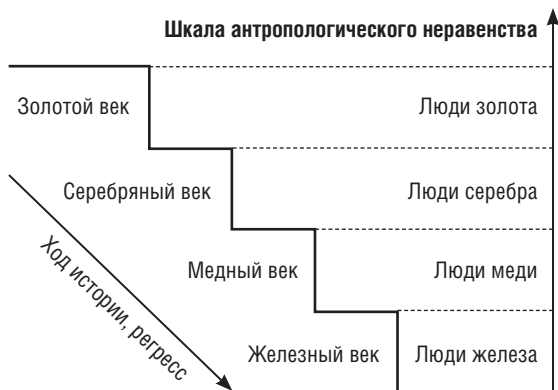 Шкала антропологического неравенства
Золотой век
Люди золота
Серебряный век
Люди серебра
Медный век
Люди меди
Железный век
Люди железа
Ход истории, регресс